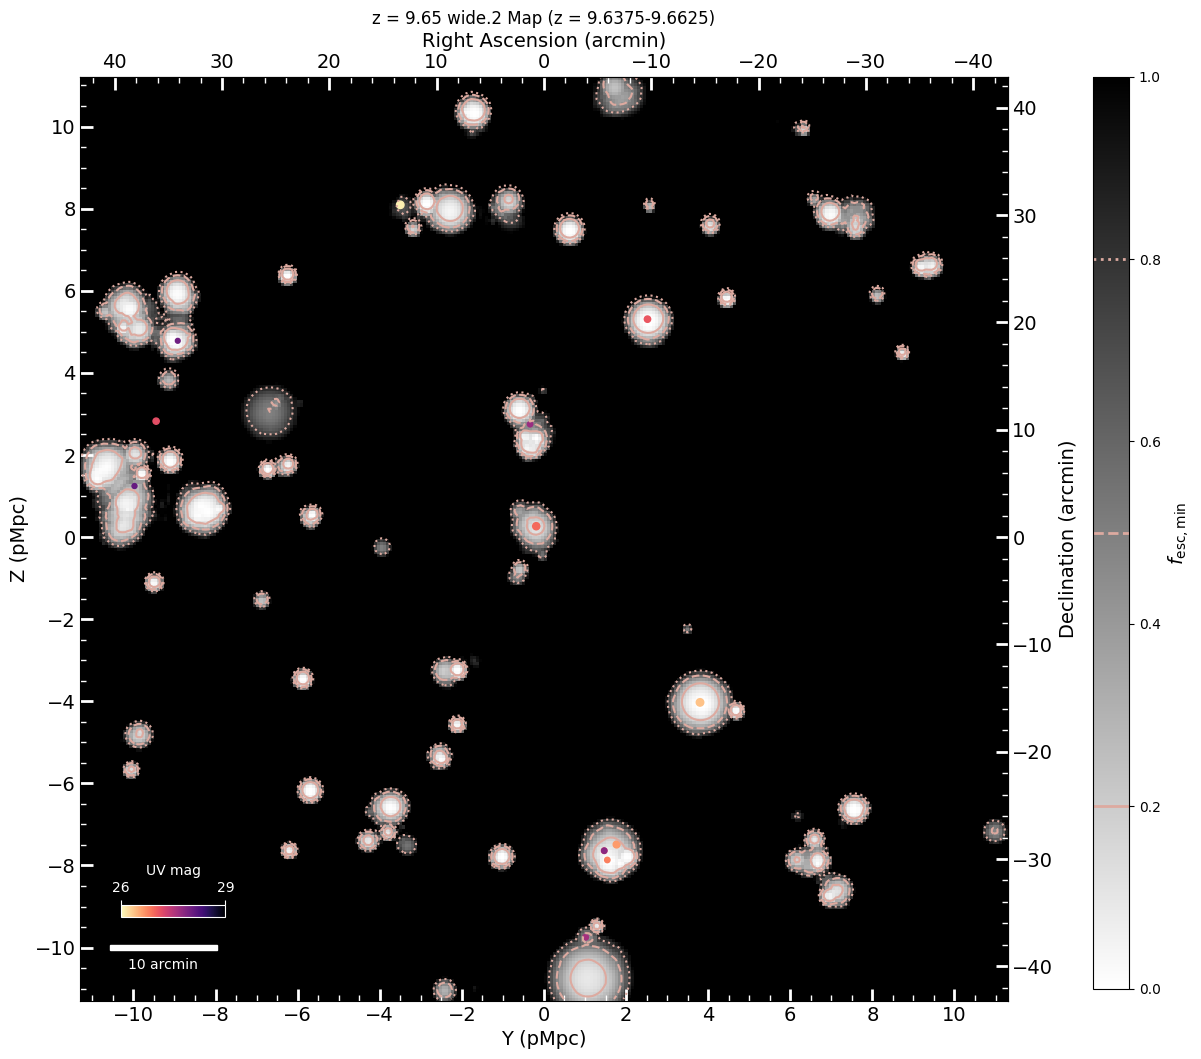 z = 9.65 wide.2 Map (z = 9.6375-9.6625)
Right Ascension (arcmin)
40 30 20 10 0 −10 −20 −30 −40
10
8
6
4
2
0
−2
−4
−6
−8
−10
Z (pMpc)
UV mag
26 29
10 arcmin
−10 −8 −6 −4 −2 0 2 4 6 8 10
Y (pMpc)
40
30
20
10
0
−10
−20
−30
−40
Declination (arcmin)
1.0
0.8
0.6
0.4
0.2
0.0
f_esc,min